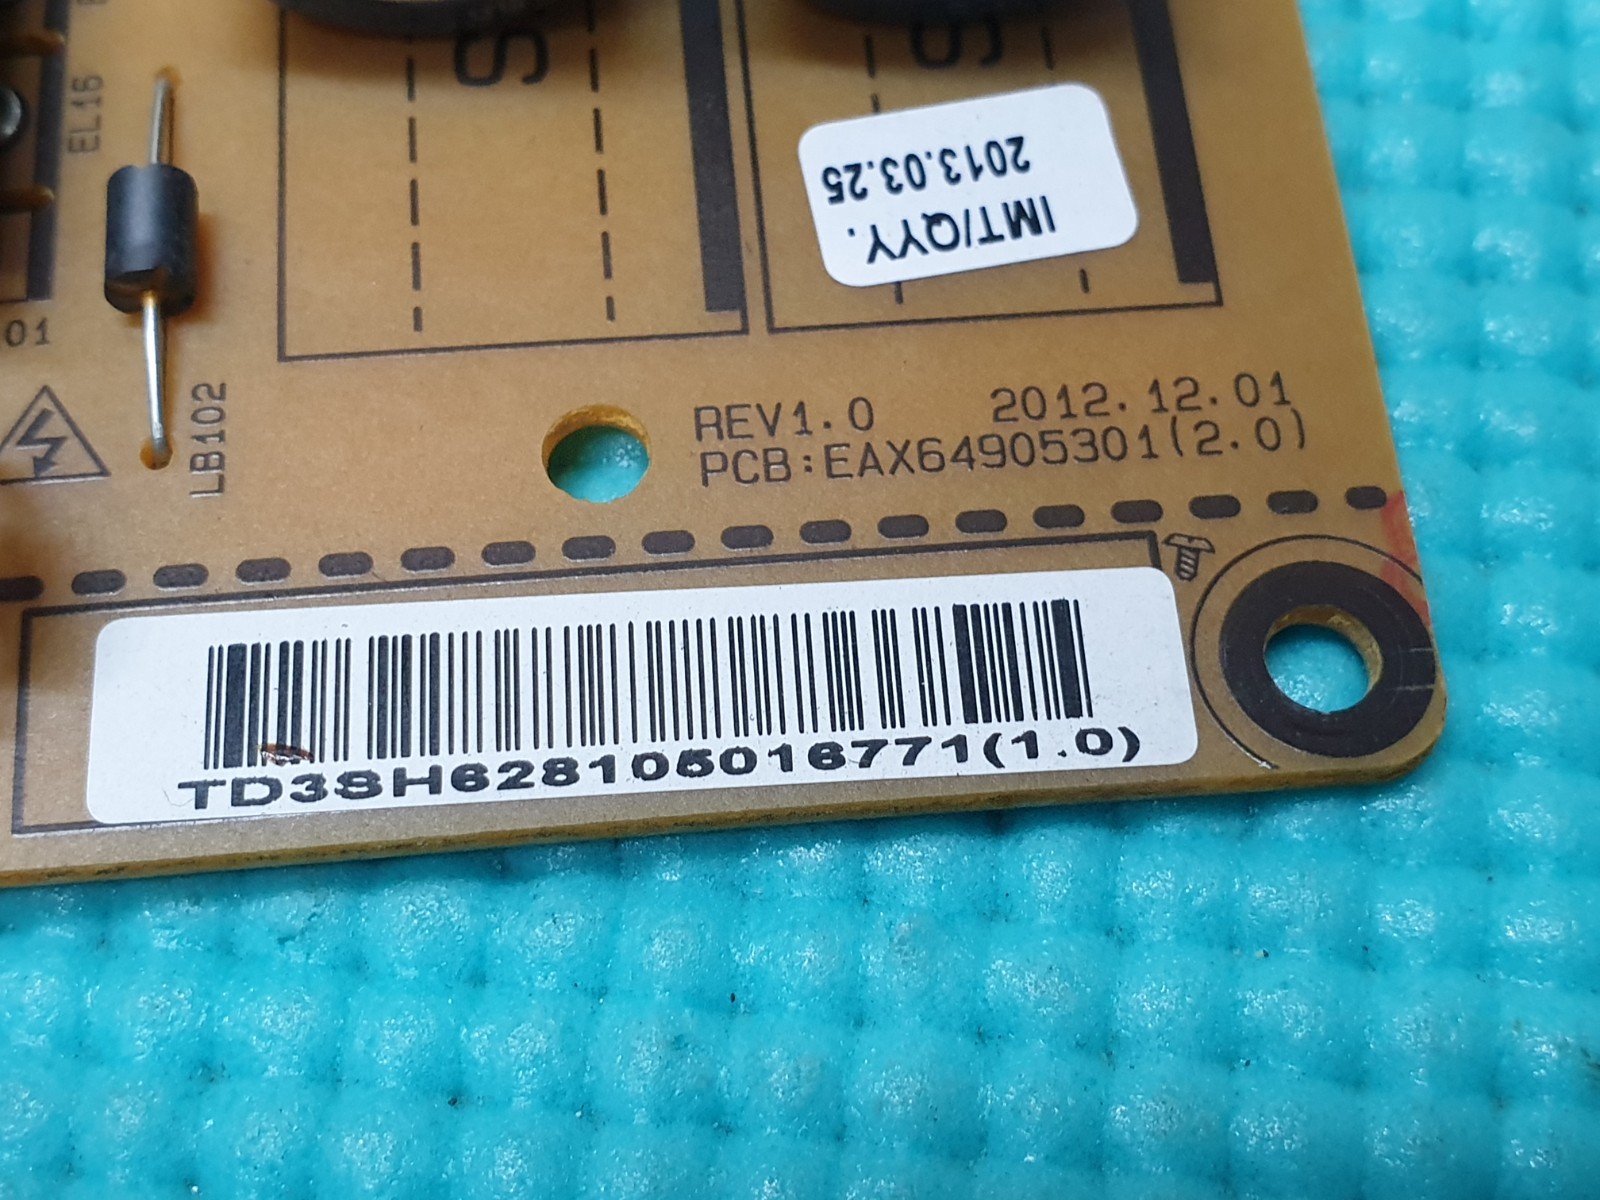 EL16
01
LB102
IMT/QYY.
2013.03.25
REV1.0 2012.12.01
PCB:EAX64905301(2.0)
TD3SH628105016771(1.0)